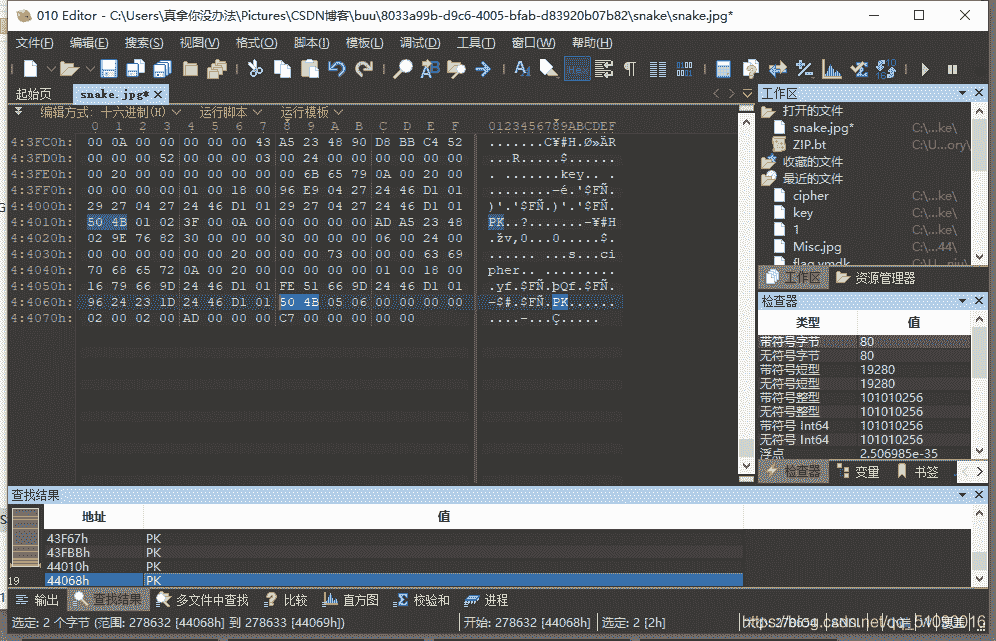 010 Editor - C:\Users\真拿你没办法\Pictures\CSDN博客\buu\8033a99b-d9c6-4005-bfab-d83920b07b82\snake\snake.jpg*
文件(F) 编辑(E) 搜索(S) 视图(V) 格式(O) 脚本(I) 模板(L) 调试(D) 工具(T) 窗口(W) 帮助(H)
起始页 snake.jpg*
编辑方式: 十六进制(H) 运行脚本 运行模板
0 1 2 3 4 5 6 7 8 9 A B C D E F 0123456789ABCDEF
4:3FC0h: 00 0A 00 00 00 00 00 43 A5 23 48 90 D8 BB C4 52 .......C¥#H.Ø»ÄR
4:3FD0h: 00 00 00 52 00 00 00 03 00 24 00 00 00 00 00 00 ...R.....$......
4:3FE0h: 00 20 00 00 00 00 00 00 00 6B 65 79 0A 00 20 00 . .......key.. .
4:3FF0h: 00 00 00 00 01 00 18 00 96 E9 04 27 24 46 D1 01 ........–é.'$FÑ.
4:4000h: 29 27 04 27 24 46 D1 01 29 27 04 27 24 46 D1 01 )'.'$FÑ.)'.'$FÑ.
4:4010h: 50 4B 01 02 3F 00 0A 00 00 00 00 00 AD A5 23 48 PK..?.......-¥#H
4:4020h: 02 9E 76 82 30 00 00 00 30 00 00 00 06 00 24 00 .žv‚0...0.....$.
4:4030h: 00 00 00 00 00 00 20 00 00 00 73 00 00 00 63 69 ...... ...s...ci
4:4040h: 70 68 65 72 0A 00 20 00 00 00 00 00 01 00 18 00 pher.. .........
4:4050h: 16 79 66 9D 24 46 D1 01 FE 51 66 9D 24 46 D1 01 .yf.$FÑ.þQf.$FÑ.
4:4060h: 96 24 23 1D 24 46 D1 01 50 4B 05 06 00 00 00 00 –$#.$FÑ.PK......
4:4070h: 02 00 02 00 AD 00 00 00 C7 00 00 00 00 00 ....-...Ç.....
工作区
打开的文件
snake.jpg* C:\...ke\
ZIP.bt C:\U...ory\
收藏的文件
最近的文件
cipher C:\...ke\
key C:\...ke\
1 C:\...ke\
Misc.jpg C:\...44\
flag.vmdk
工作区 资源管理器
检查器
类型 值
带符号字节 80
无符号字节 80
带符号短型 19280
无符号短型 19280
带符号整型 101010256
无符号整型 101010256
带符号 Int64 101010256
无符号 Int64 101010256
浮点 2.506985e-35
检查器 变量 书签
查找结果
地址 值
43F67h PK
43FBBh PK
44010h PK
44068h PK
19
输出 查找结果 多文件中查找 比较 直方图 校验和 进程
选定: 2 个字节 (范围: 278632 [44068h] 到 278633 [44069h]) 开始: 278632 [44068h] 选定: 2 [2h]